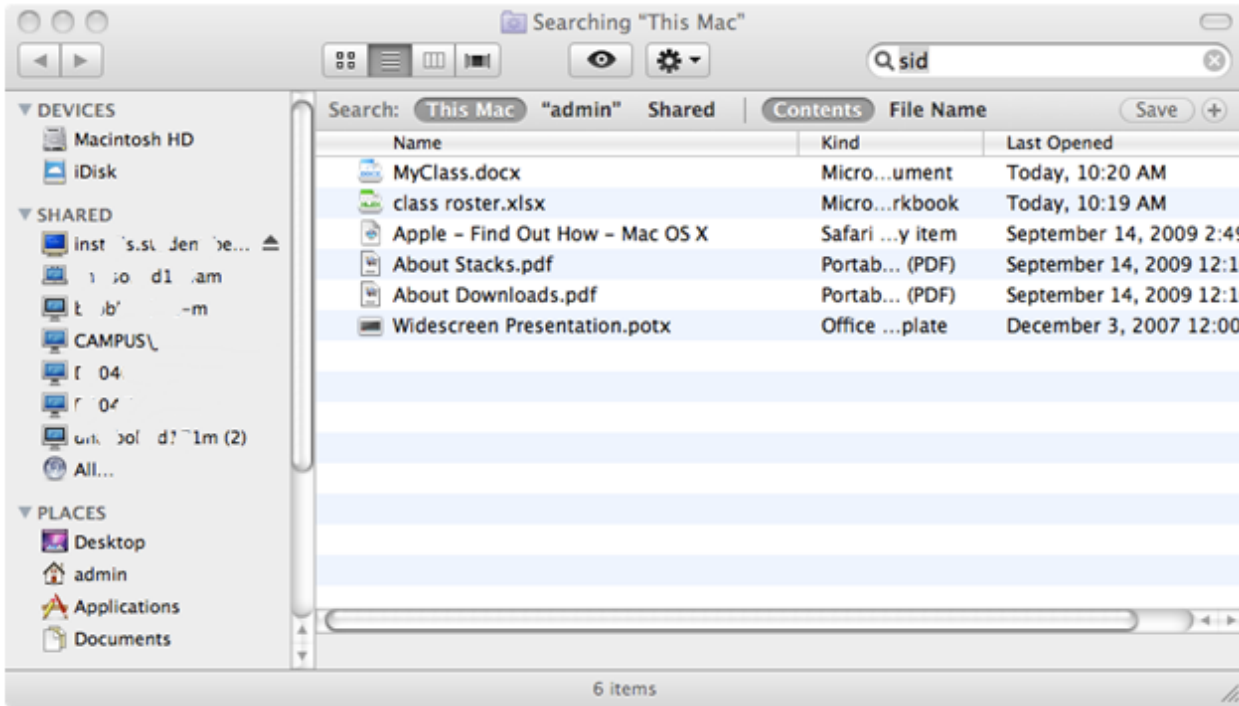 Searching "This Mac"
sid
Search: This Mac "admin" Shared Contents File Name Save
Name Kind Last Opened
MyClass.docx Micro...ument Today, 10:20 AM
class roster.xlsx Micro...rkbook Today, 10:19 AM
Apple – Find Out How – Mac OS X Safari ...y item September 14, 2009 2:49
About Stacks.pdf Portab... (PDF) September 14, 2009 12:1
About Downloads.pdf Portab... (PDF) September 14, 2009 12:1
Widescreen Presentation.potx Office ...plate December 3, 2007 12:00
DEVICES
Macintosh HD
iDisk
SHARED
CAMPUS\
04
04
(2)
All...
PLACES
Desktop
admin
Applications
Documents
6 items